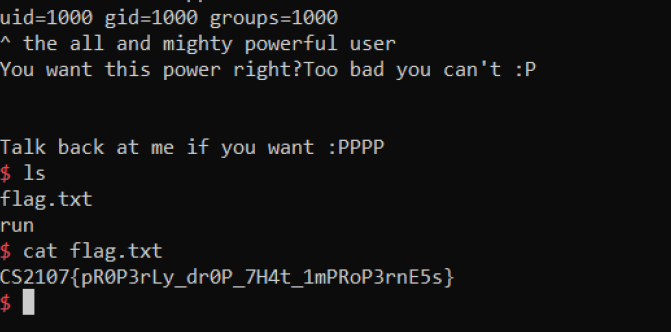 uid=1000 gid=1000 groups=1000
^ the all and mighty powerful user
You want this power right?Too bad you can't :P
Talk back at me if you want :PPPP
$ ls
flag.txt
run
$ cat flag.txt
CS2107{pR0P3rLy_dr0P_7H4t_1mPRoP3rnE5s}
$